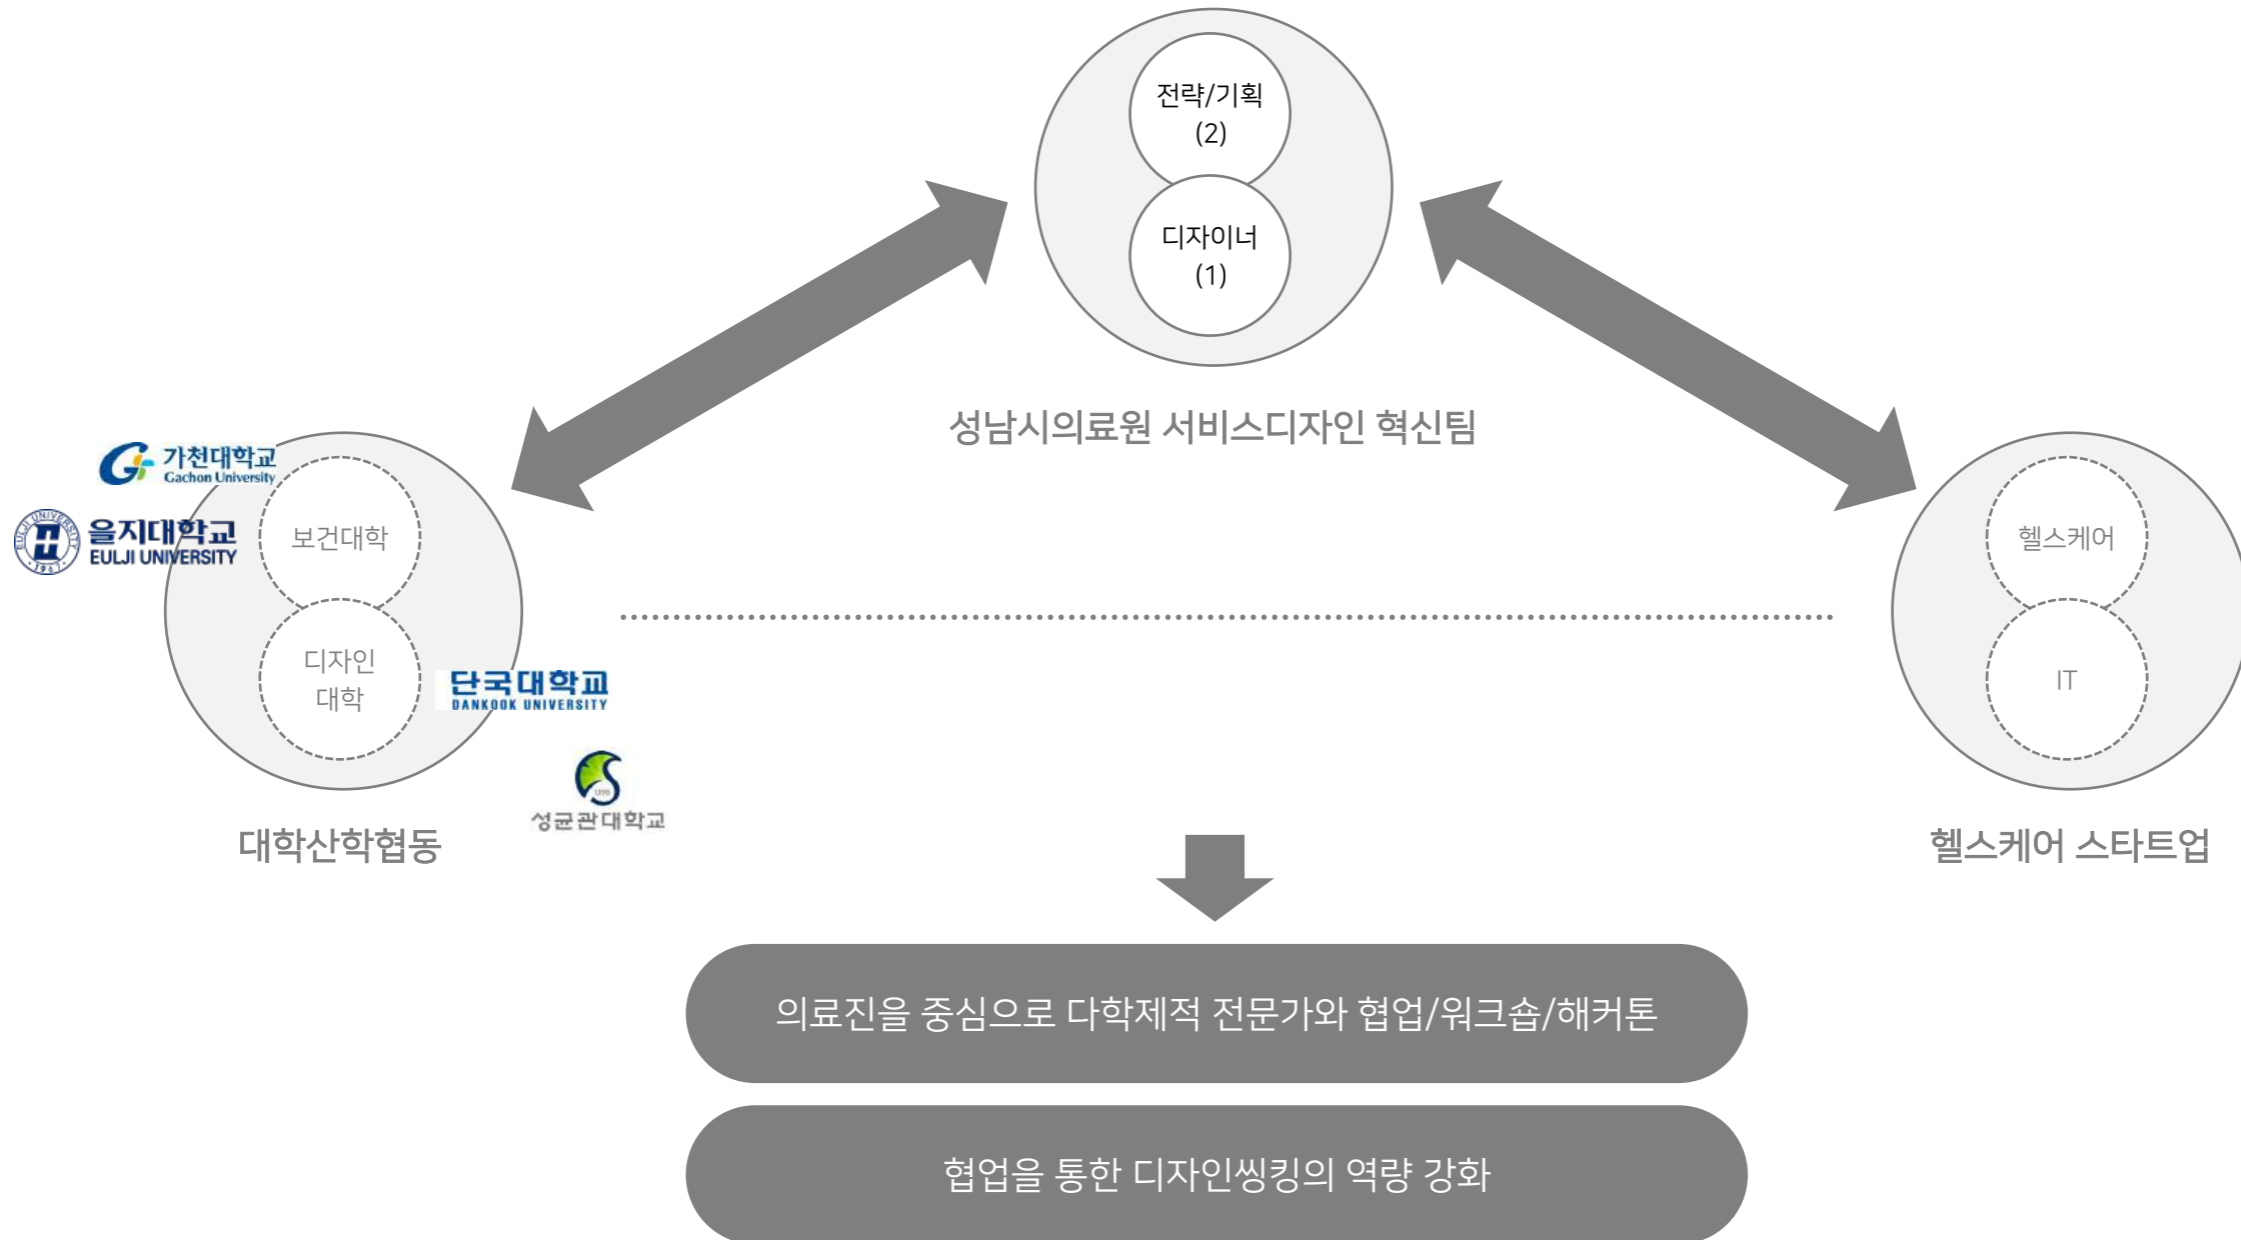 전략/기획
(2)
디자이너
(1)
성남시의료원 서비스디자인 혁신팀
가천대학교
Gachon University
EULJI UNIVERSITY
을지대학교
EULJI UNIVERSITY
보건대학
디자인
대학
단국대학교
DANKOOK UNIVERSITY
성균관대학교
대학산학협동
헬스케어
IT
헬스케어 스타트업
의료진을 중심으로 다학제적 전문가와 협업/워크숍/해커톤
협업을 통한 디자인씽킹의 역량 강화